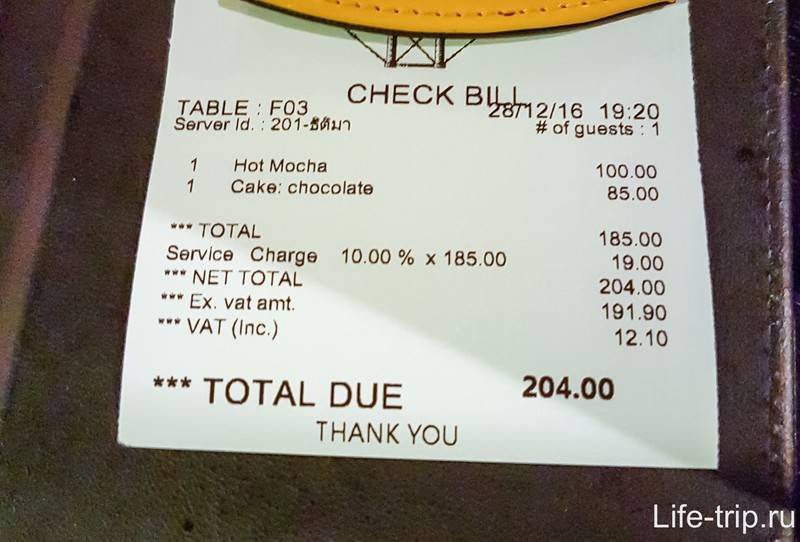 CHECK BILL
TABLE : F03 28/12/16 19:20
Server Id. : 201-ธิติมา # of guests : 1
1 Hot Mocha 100.00
1 Cake: chocolate 85.00
*** TOTAL 185.00
Service Charge 10.00 % x 185.00 19.00
*** NET TOTAL 204.00
*** Ex. vat amt. 191.90
*** VAT (Inc.) 12.10
*** TOTAL DUE 204.00
THANK YOU
Life-trip.ru